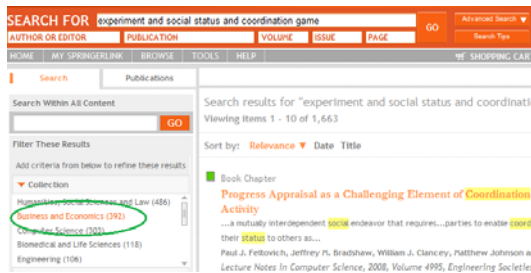 SEARCH FOR experiment and social status and coordination game GO Advanced Search ▼
AUTHOR OR EDITOR PUBLICATION VOLUME ISSUE PAGE Search Tips
HOME MY SPRINGERLINK BROWSE TOOLS HELP SHOPPING CART
Search Publications
Search Within All Content
GO
Filter These Results
Add criteria from below to refine these results
▼ Collection
Humanities, Social Sciences and Law (486)
Business and Economics (392)
Computer Science (305)
Biomedical and Life Sciences (118)
Engineering (106)
Search results for "experiment and social status and coordinati
Viewing items 1 - 10 of 1,663
Sort by: Relevance ▼ Date Title
Book Chapter
Progress Appraisal as a Challenging Element of Coordination
Activity
...a mutually interdependent social endeavor that requires...parties to enable coord
their status to others as...
Paul J. Feltovich, Jeffrey M. Bradshaw, William J. Clancey, Matthew Johnson a
Lecture Notes In Computer Science, 2008, Volume 4995, Engineering Societies